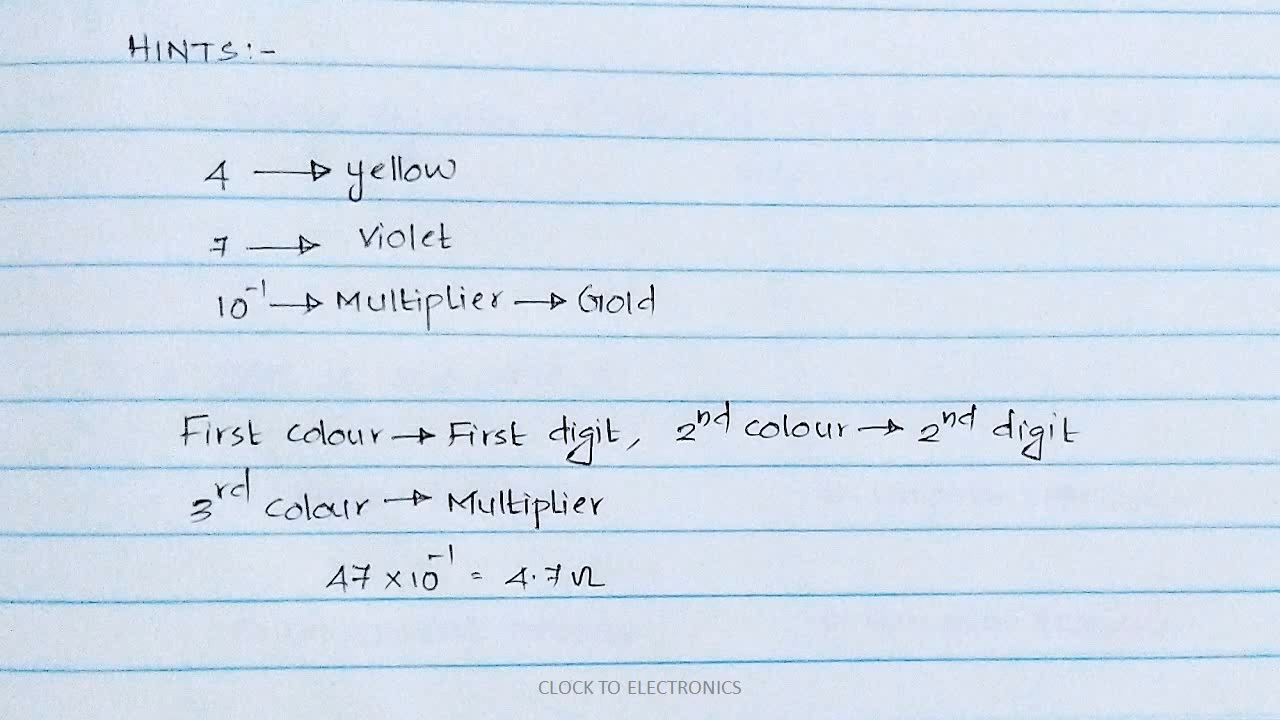 HINTS:-
4 → yellow
7 → Violet
10⁻¹ → Multiplier → Gold
First colour → First digit, 2nd colour → 2nd digit
3rd colour → Multiplier
47 × 10⁻¹ = 4.7 Ω
CLOCK TO ELECTRONICS